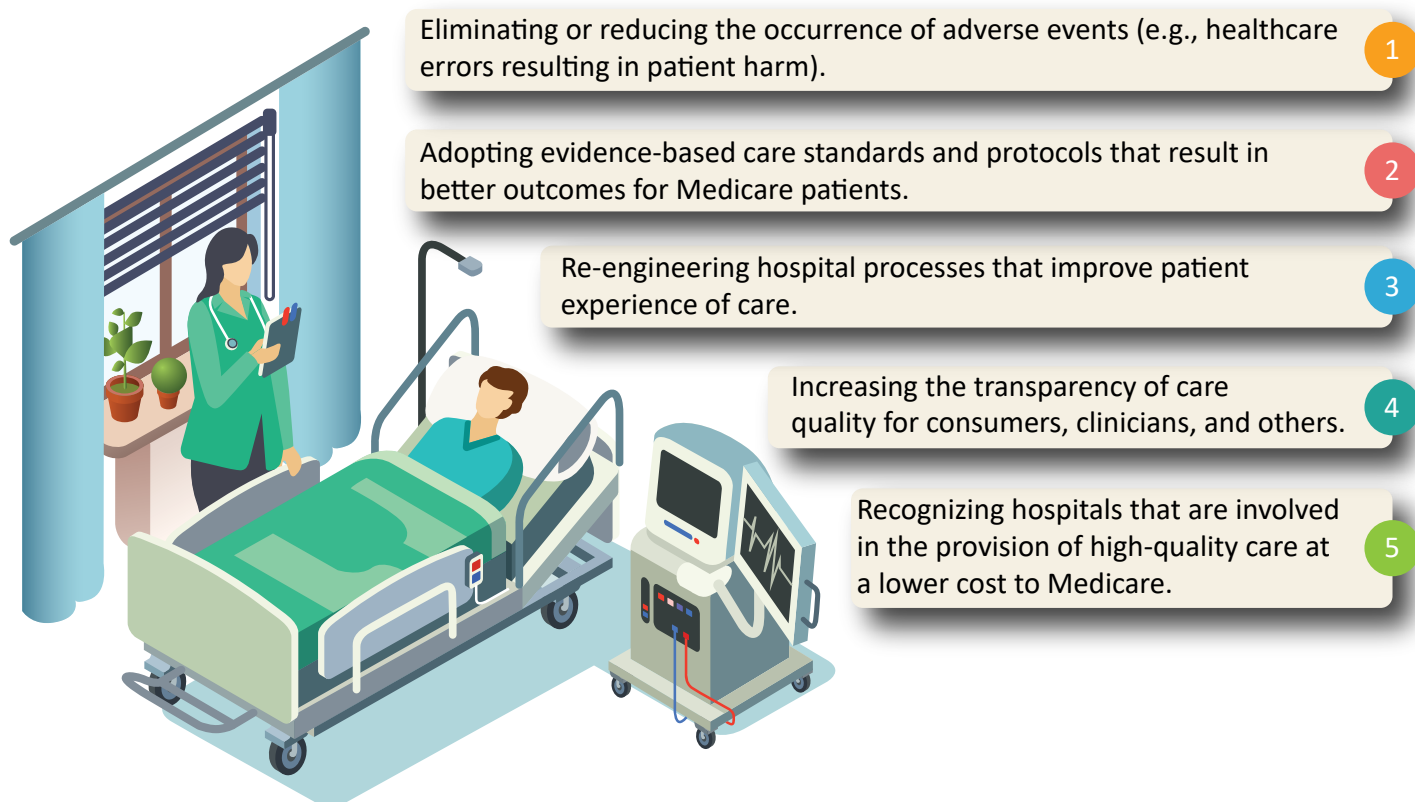 Eliminating or reducing the occurrence of adverse events (e.g., healthcare
errors resulting in patient harm).
1
Adopting evidence-based care standards and protocols that result in
better outcomes for Medicare patients.
2
Re-engineering hospital processes that improve patient
experience of care.
3
Increasing the transparency of care
quality for consumers, clinicians, and others.
4
Recognizing hospitals that are involved
in the provision of high-quality care at
a lower cost to Medicare.
5